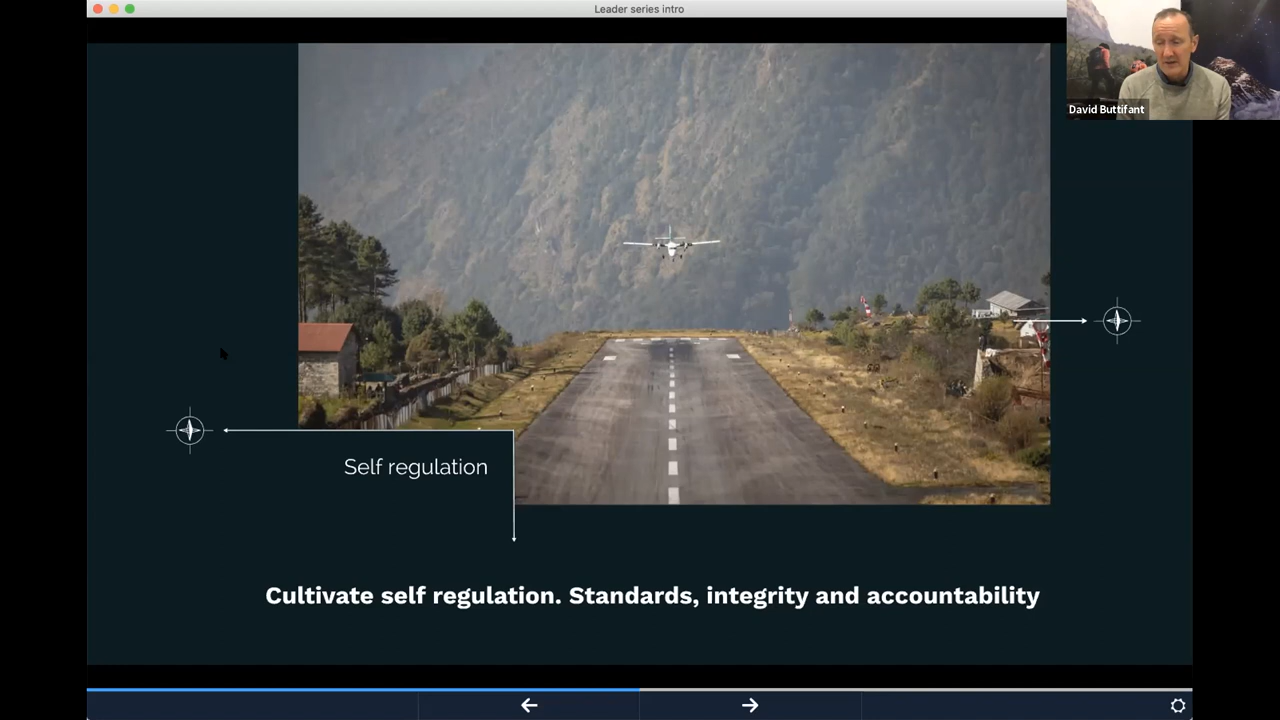 Leader series intro
David Buttifant
Self regulation
Cultivate self regulation. Standards, integrity and accountability